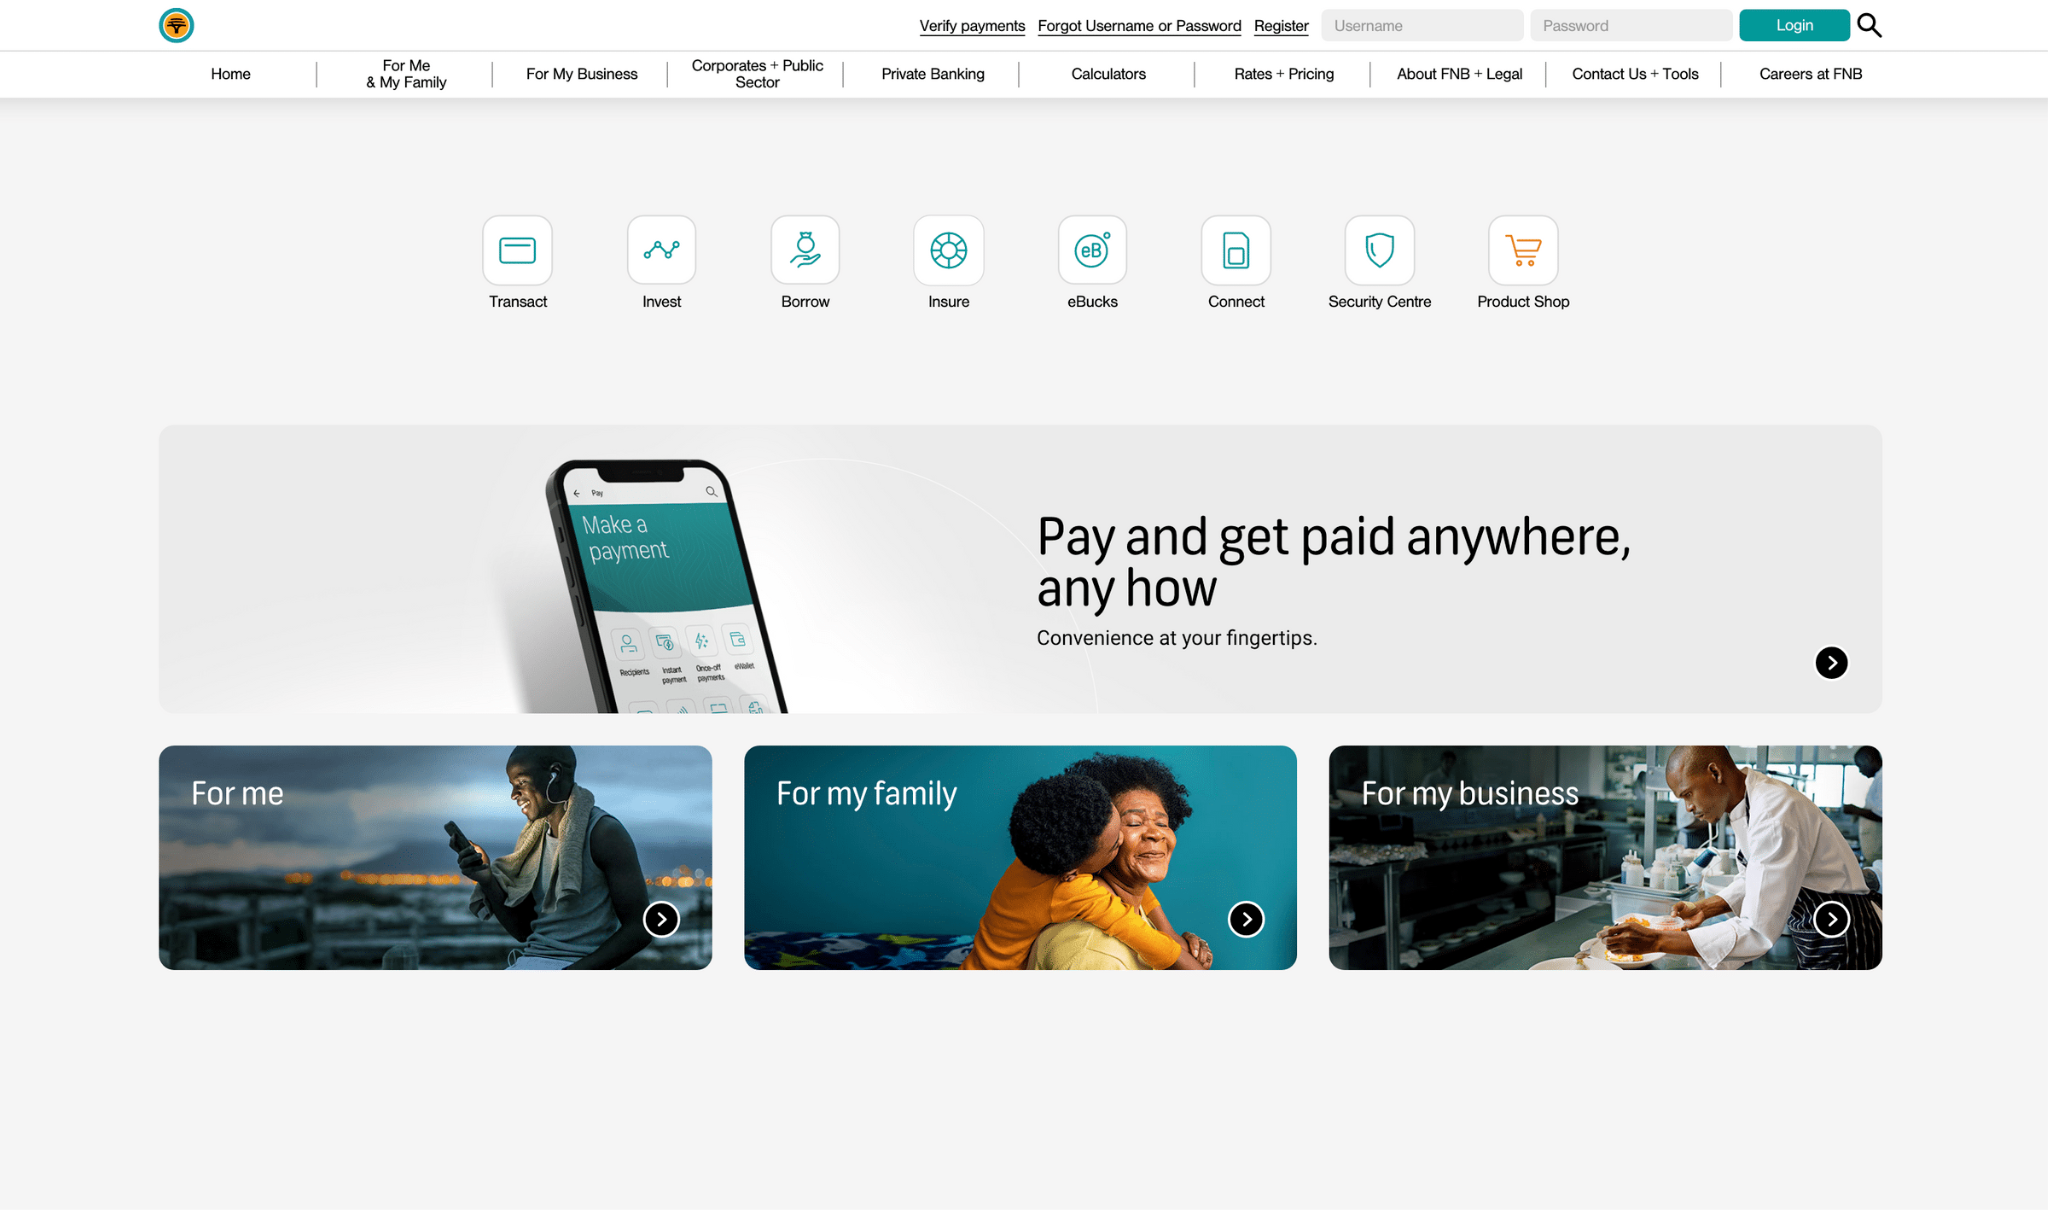 Verify payments Forgot Username or Password Register Username Password Login
Home
For Me
& My Family
For My Business
Corporates + Public
Sector
Private Banking
Calculators
Rates + Pricing
About FNB + Legal
Contact Us + Tools
Careers at FNB
Transact
Invest
Borrow
eB
Insure
eBucks
Connect
Security Centre
Product Shop
Pay
Make a
payment
Recipients
Instant
payment
Once-off
payments
eWallet
Pay and get paid anywhere,
any how
Convenience at your fingertips.
For me
For my family
For my business